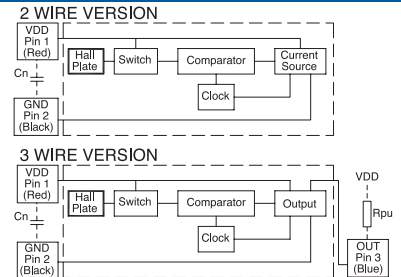 2 WIRE VERSION
VDD
Pin 1
(Red)
Cn
GND
Pin 2
(Black)
Hall
Plate
Switch
Comparator
Current
Source
Clock
3 WIRE VERSION
VDD
Pin 1
(Red)
Cn
GND
Pin 2
(Black)
Hall
Plate
Switch
Comparator
Output
Clock
VDD
Rpu
OUT
Pin 3
(Blue)